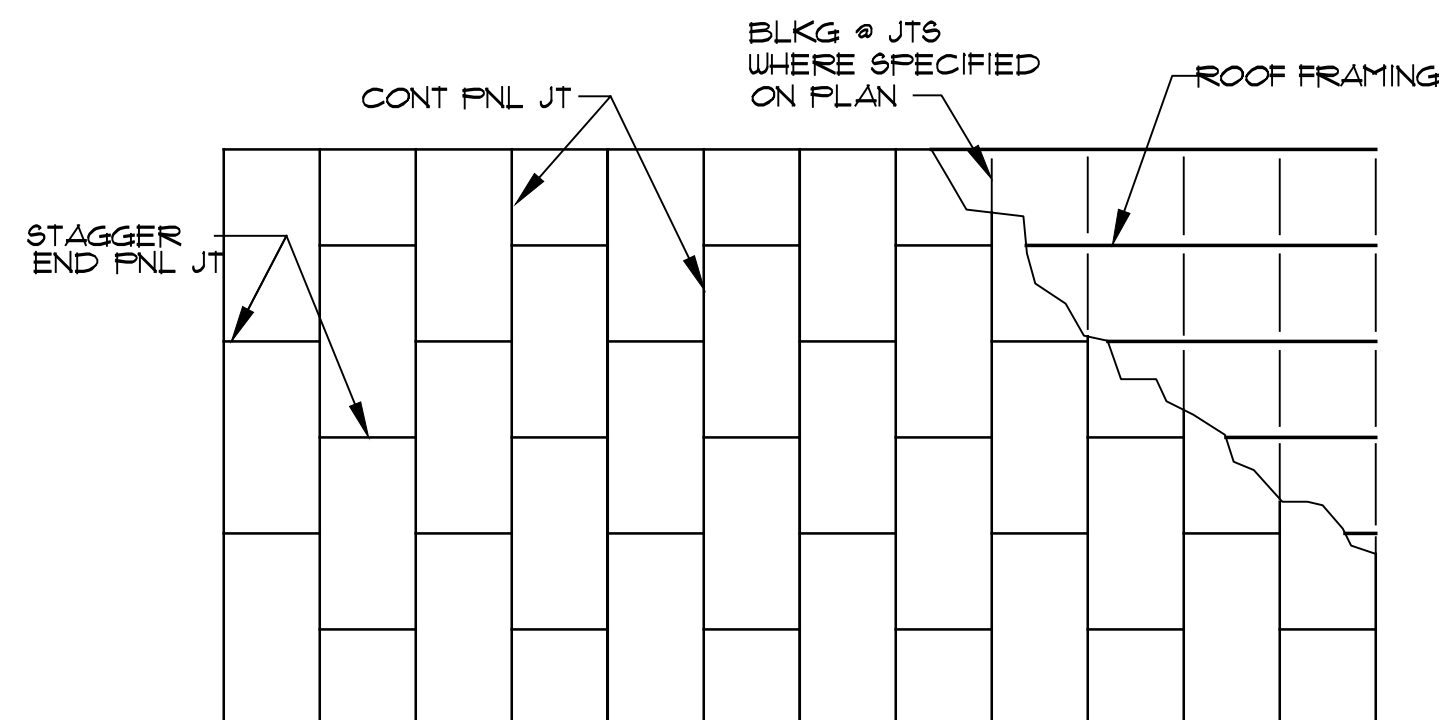 BLKG @ JTS
WHERE SPECIFIED
ON PLAN
ROOF FRAMING
CONT PNL JT
STAGGER
END PNL JT